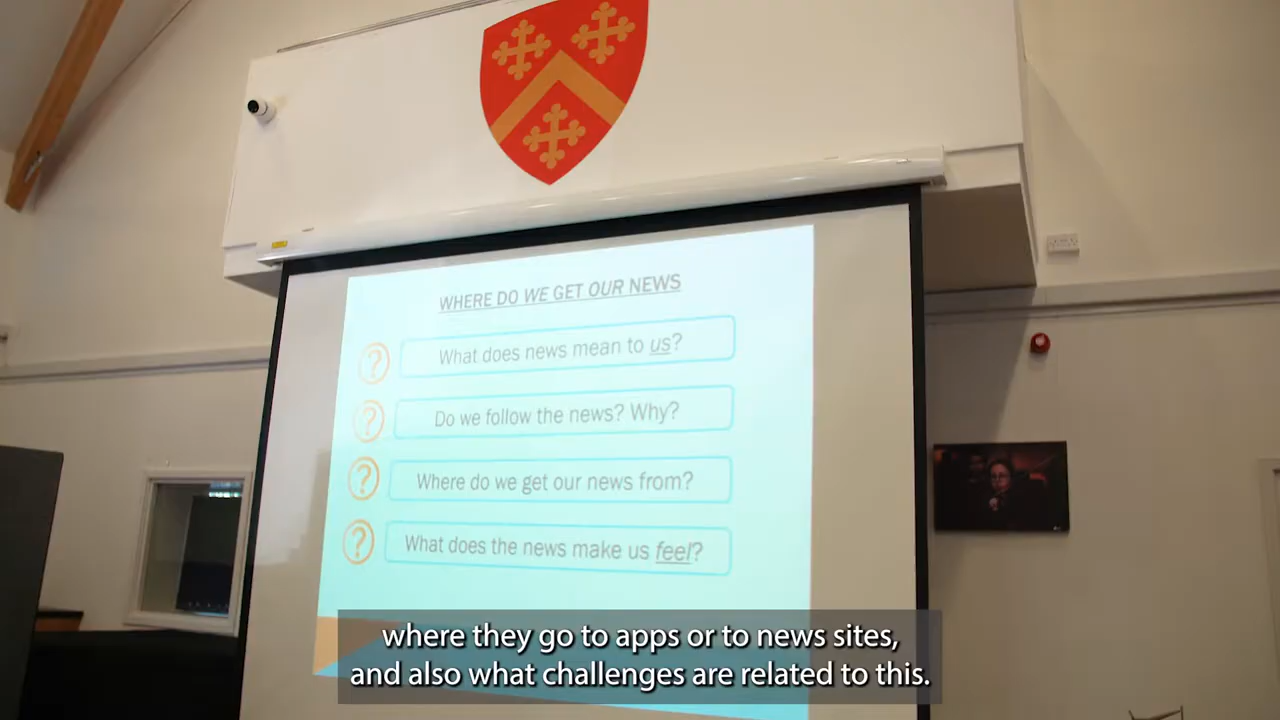 WHERE DO WE GET OUR NEWS
What does news mean to us?
Do we follow the news? Why?
Where do we get our news from?
What does the news make us feel?
where they go to apps or to news sites,
and also what challenges are related to this.